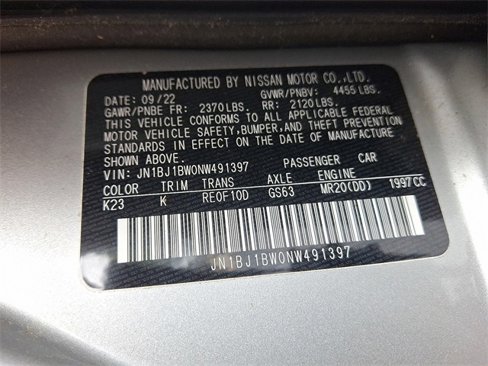 MANUFACTURED BY NISSAN MOTOR CO.,LTD.
DATE: 09/22 GVWR/PNBV: 4455 LBS.
GAWR/PNBE FR: 2370 LBS. RR: 2120 LBS.
THIS VEHICLE CONFORMS TO ALL APPLICABLE FEDERAL
MOTOR VEHICLE SAFETY, BUMPER, AND THEFT PREVENTION
STANDARDS IN EFFECT ON THE DATE OF MANUFACTURE
SHOWN ABOVE.
VIN: JN1BJ1BW0NW491397 PASSENGER CAR
COLOR TRIM TRANS AXLE ENGINE
K23 K RE0F10D GS63 MR20(DD) 1997CC
JN1BJ1BW0NW491397